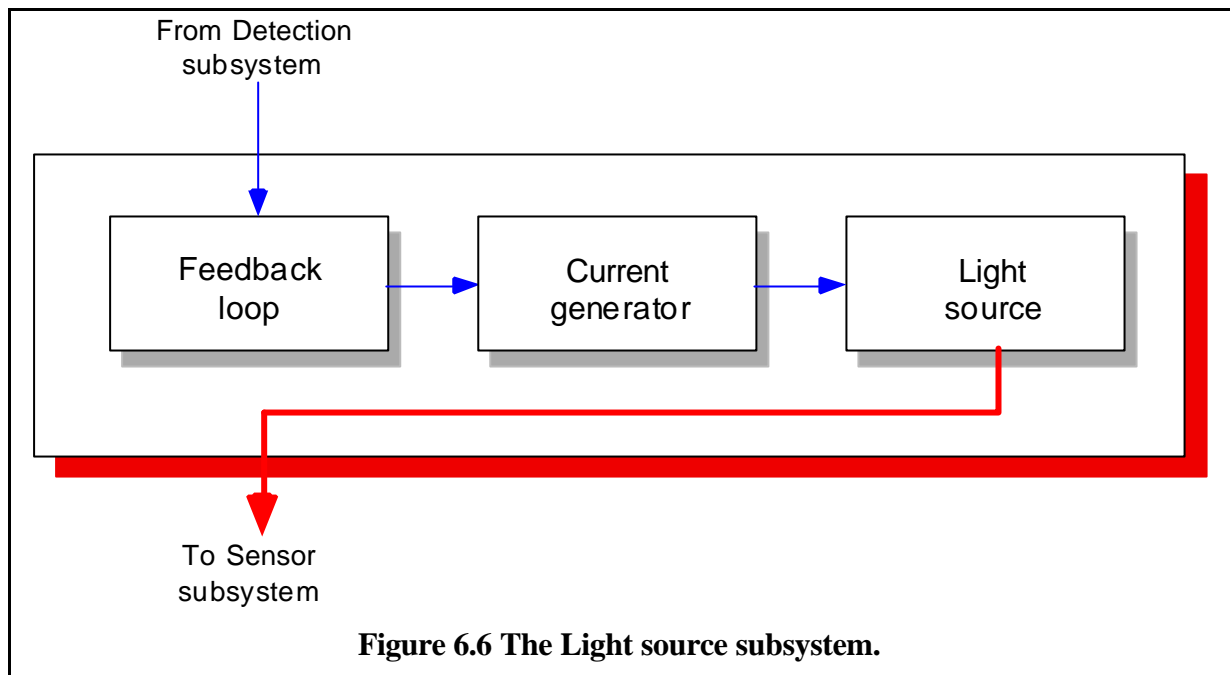 From Detection
subsystem
Feedback
loop
Current
generator
Light
source
To Sensor
subsystem
Figure 6.6 The Light source subsystem.